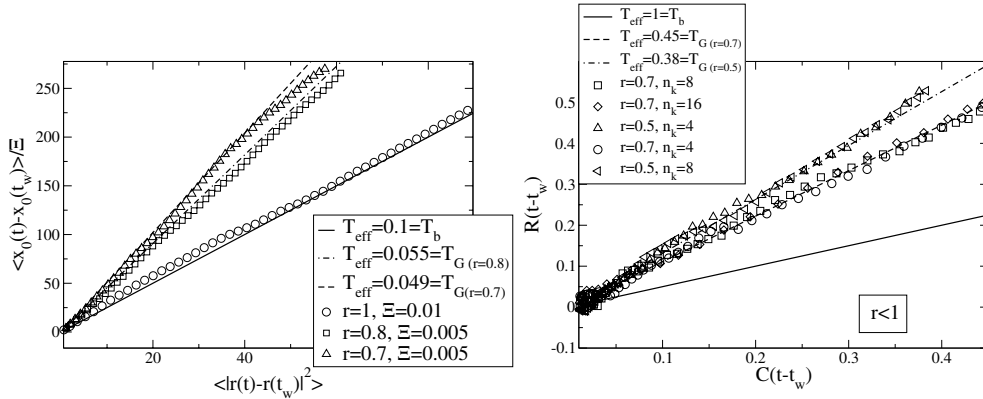 <x₀(t)-x₀(t_w)>/Ξ
250
200
150
100
50
0
20
40
<|r(t)-r(t_w)|²>
T_eff=0.1=T_b
T_eff=0.055=T_G (r=0.8)
T_eff=0.049=T_G(r=0.7)
r=1, Ξ=0.01
r=0.8, Ξ=0.005
r=0.7, Ξ=0.005
T_eff=1=T_b
T_eff=0.45=T_G (r=0.7)
T_eff=0.38=T_G (r=0.5)
r=0.7, n_k=8
r=0.7, n_k=16
r=0.5, n_k=4
r=0.7, n_k=4
r=0.5, n_k=8
R(t-t_w)
0.5
0.4
0.3
0.2
0.1
0
-0.1
r<1
0.1
0.2
0.3
0.4
C(t-t_w)